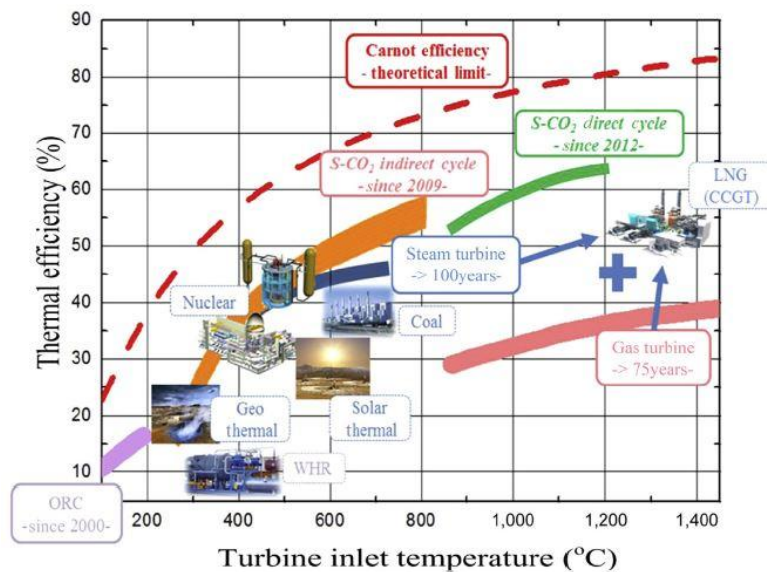 90
80
70
60
50
40
30
20
10
Thermal efficiency (%)
Carnot efficiency
- theoretical limit-
S-CO₂ direct cycle
- since 2012-
S-CO₂ indirect cycle
- since 2009-
LNG
(CCGT)
Steam turbine
-> 100years-
Nuclear
Coal
Gas turbine
-> 75years-
Geo
thermal
Solar
thermal
WHR
ORC
-since 2000-
200 400 600 800 1,000 1,200 1,400
Turbine inlet temperature (°C)